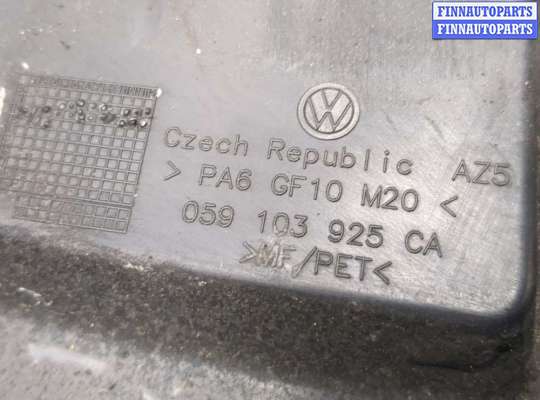 FINNAUTOPARTS
FINNAUTOPARTS
Czech Republic AZ5
> PA6 GF10 M20 <
059 103 925 CA
>MF/PET<